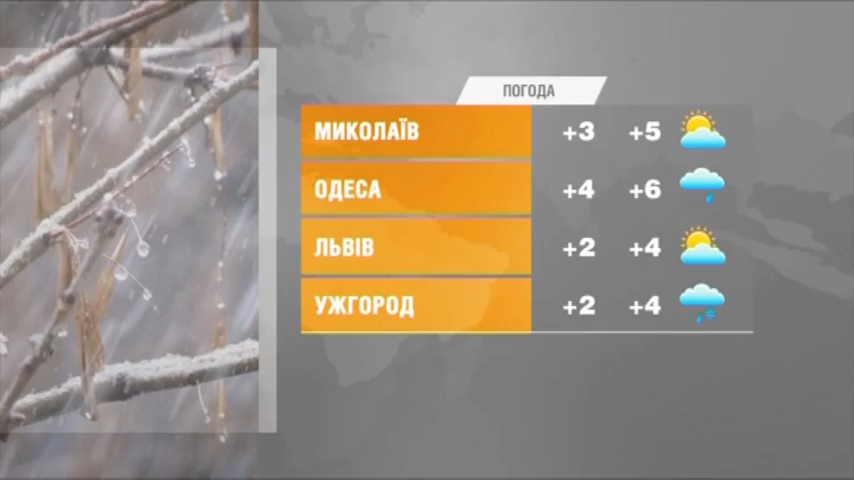 ПОГОДА
МИКОЛАЇВ +3 +5
ОДЕСА +4 +6
ЛЬВІВ +2 +4
УЖГОРОД +2 +4